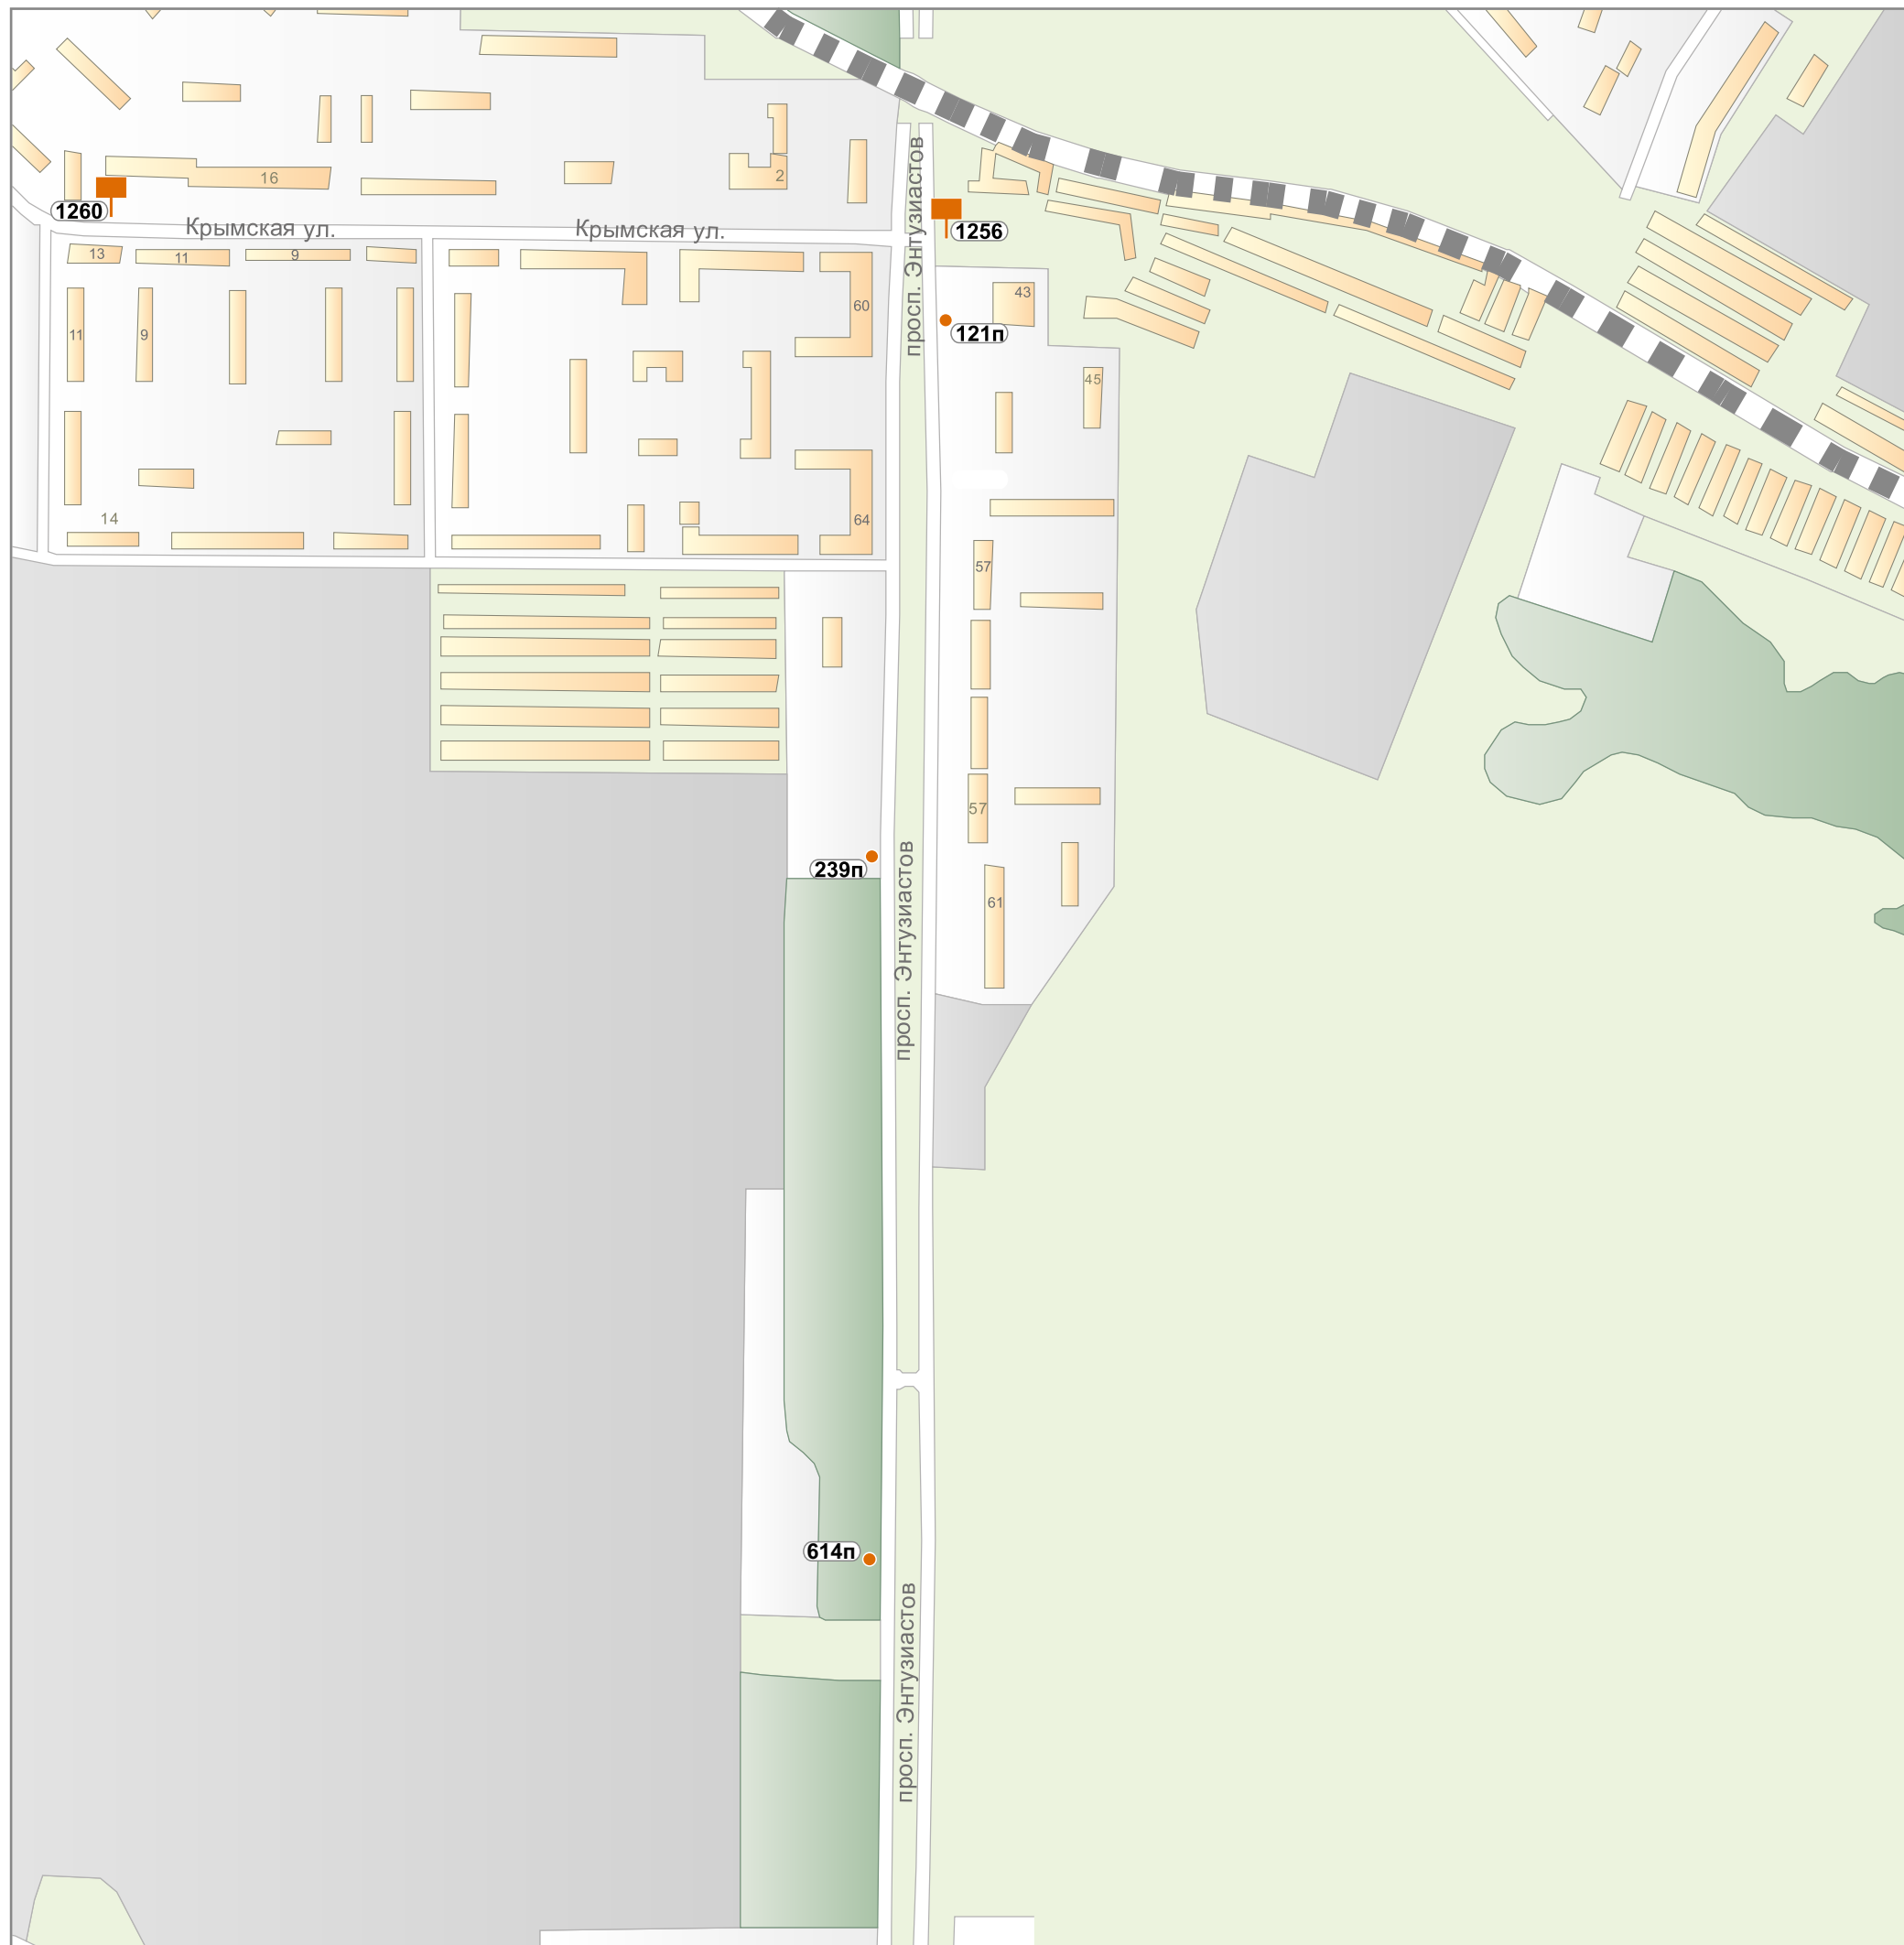 16
2
1260
Крымская ул.
Крымская ул.
просп. Энтузиастов
1256
13
11
9
43
60
121п
11
9
45
14
64
57
57
239п
61
просп. Энтузиастов
614п
просп. Энтузиастов